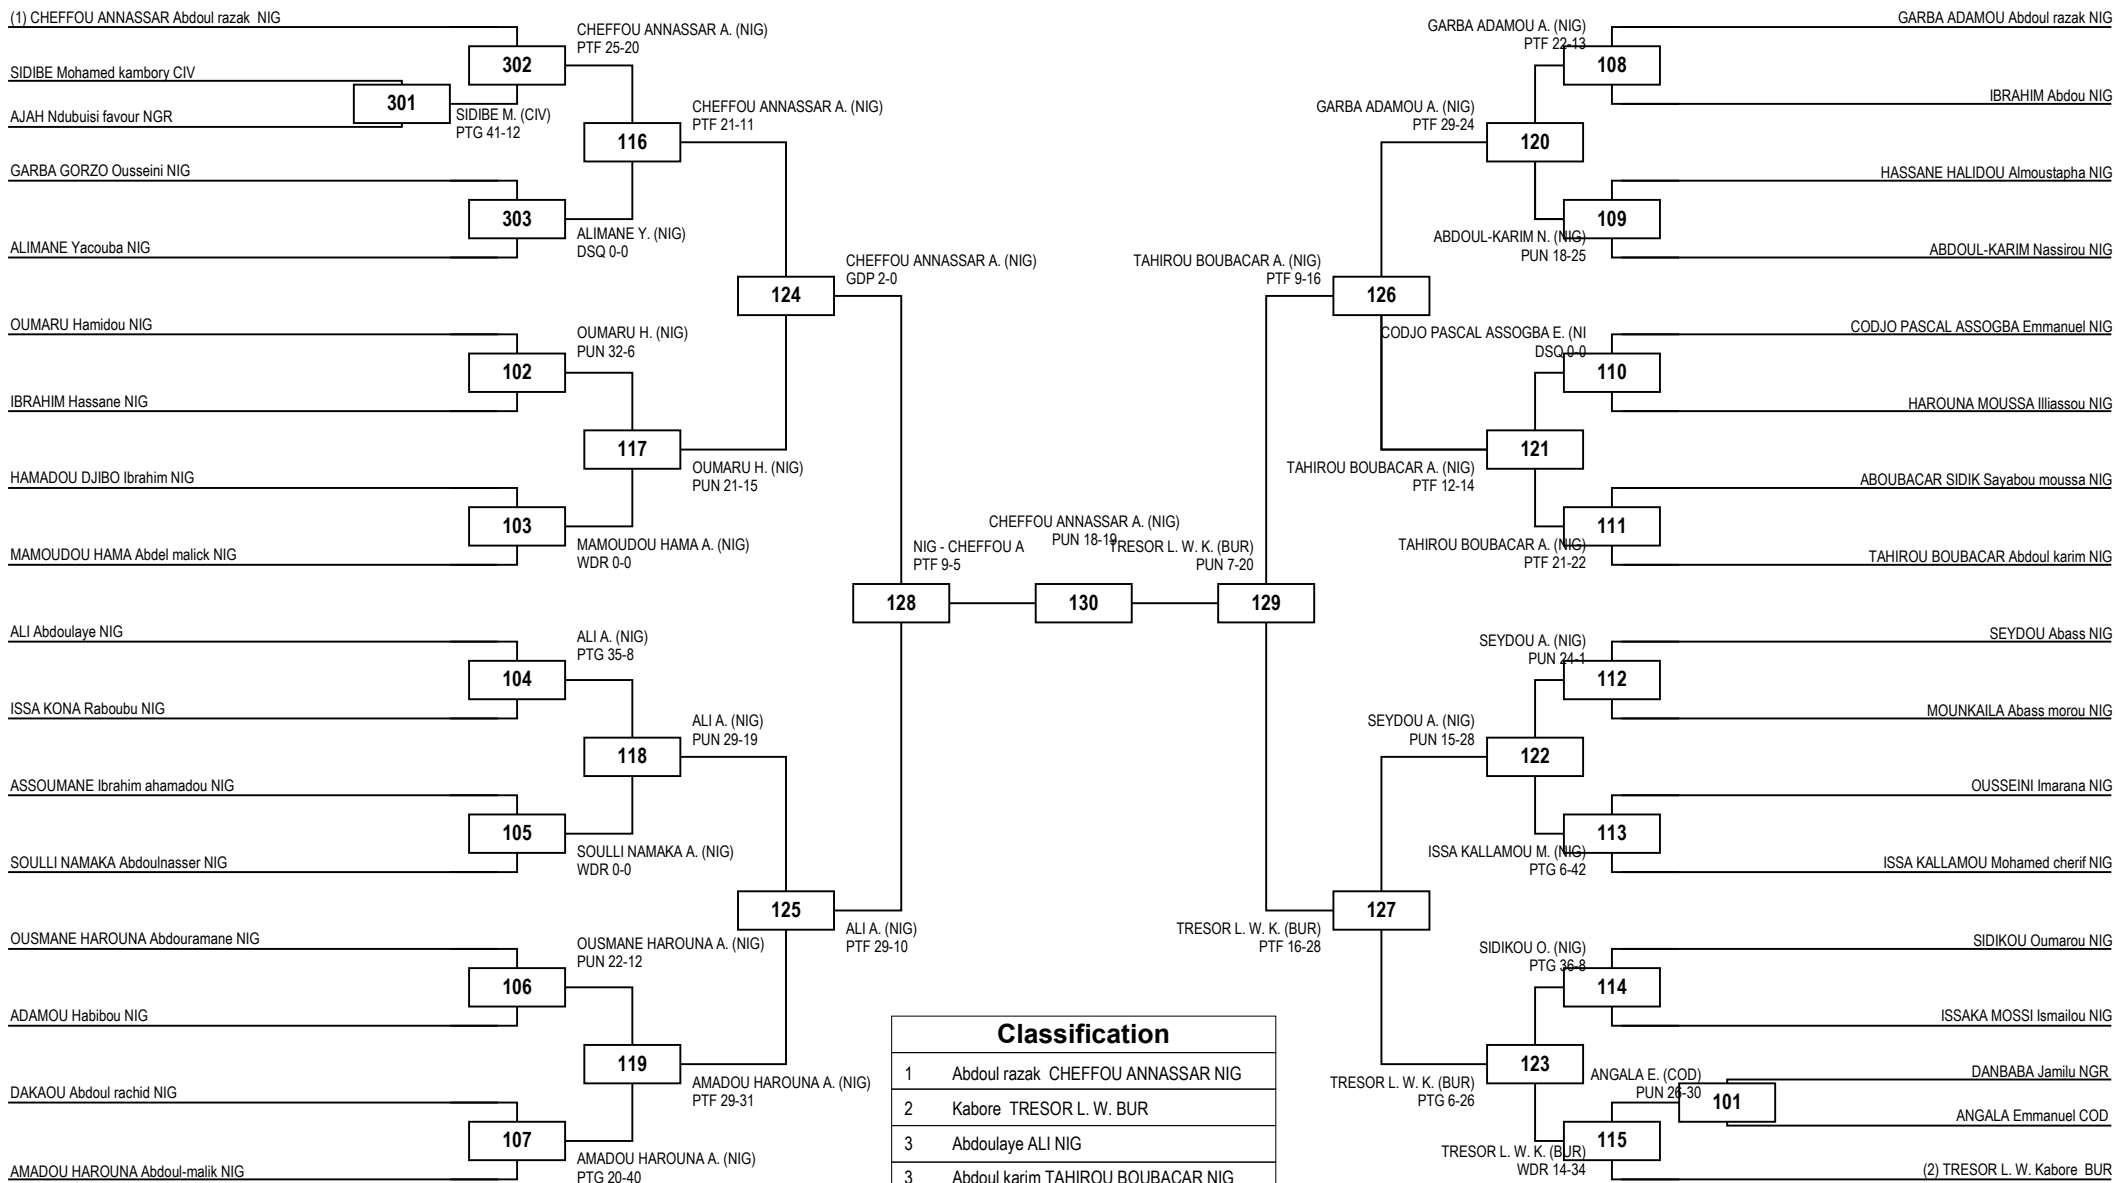 (1) CHEFFOU ANNASSAR Abdoul razak NIG
SIDIBE Mohamed kambory CIV
AJAH Ndubuisi favour NGR
GARBA GORZO Ousseini NIG
ALIMANE Yacouba NIG
OUMARU Hamidou NIG
IBRAHIM Hassane NIG
HAMADOU DJIBO Ibrahim NIG
MAMOUDOU HAMA Abdel malick NIG
ALI Abdoulaye NIG
ISSA KONA Raboubu NIG
ASSOUMANE Ibrahim ahamadou NIG
SOULLI NAMAKA Abdoulnasser NIG
OUSMANE HAROUNA Abdouramane NIG
ADAMOU Habibou NIG
DAKAOU Abdoul rachid NIG
AMADOU HAROUNA Abdoul-malik NIG
301
SIDIBE M. (CIV)
PTG 41-12
302
CHEFFOU ANNASSAR A. (NIG)
PTF 25-20
303
ALIMANE Y. (NIG)
DSQ 0-0
102
OUMARU H. (NIG)
PUN 32-6
103
MAMOUDOU HAMA A. (NIG)
WDR 0-0
104
ALI A. (NIG)
PTG 35-8
105
SOULLI NAMAKA A. (NIG)
WDR 0-0
106
OUSMANE HAROUNA A. (NIG)
PUN 22-12
107
AMADOU HAROUNA A. (NIG)
PTG 20-40
116
CHEFFOU ANNASSAR A. (NIG)
PTF 21-11
117
OUMARU H. (NIG)
PUN 21-15
118
ALI A. (NIG)
PUN 29-19
119
AMADOU HAROUNA A. (NIG)
PTF 29-31
124
CHEFFOU ANNASSAR A. (NIG)
GDP 2-0
125
ALI A. (NIG)
PTF 29-10
128
NIG - CHEFFOU A
PTF 9-5
CHEFFOU ANNASSAR A. (NIG)
PUN 18-19
130
TRESOR L. W. K. (BUR)
PUN 7-20
129
TAHIROU BOUBACAR A. (NIG)
PTF 9-16
126
TRESOR L. W. K. (BUR)
PTF 16-28
127
GARBA ADAMOU A. (NIG)
PTF 29-24
120
TAHIROU BOUBACAR A. (NIG)
PTF 12-14
121
SEYDOU A. (NIG)
PUN 15-28
122
TRESOR L. W. K. (BUR)
PTG 6-26
123
GARBA ADAMOU A. (NIG)
PTF 22-13
108
ABDOUL-KARIM N. (NIG)
PUN 18-25
109
CODJO PASCAL ASSOGBA E. (NI
DSQ 0-0
110
TAHIROU BOUBACAR A. (NIG)
PTF 21-22
111
SEYDOU A. (NIG)
PUN 24-1
112
ISSA KALLAMOU M. (NIG)
PTG 6-42
113
SIDIKOU O. (NIG)
PTG 36-8
114
TRESOR L. W. K. (BUR)
WDR 14-34
115
ANGALA E. (COD)
PUN 26-30
101
GARBA ADAMOU Abdoul razak NIG
IBRAHIM Abdou NIG
HASSANE HALIDOU Almoustapha NIG
ABDOUL-KARIM Nassirou NIG
CODJO PASCAL ASSOGBA Emmanuel NIG
HAROUNA MOUSSA Illiassou NIG
ABOUBACAR SIDIK Sayabou moussa NIG
TAHIROU BOUBACAR Abdoul karim NIG
SEYDOU Abass NIG
MOUNKAILA Abass morou NIG
OUSSEINI Imarana NIG
ISSA KALLAMOU Mohamed cherif NIG
SIDIKOU Oumarou NIG
ISSAKA MOSSI Ismailou NIG
DANBABA Jamilu NGR
ANGALA Emmanuel COD
(2) TRESOR L. W. Kabore BUR
Classification
1 Abdoul razak CHEFFOU ANNASSAR NIG
2 Kabore TRESOR L. W. BUR
3 Abdoulaye ALI NIG
3 Abdoul karim TAHIROU BOUBACAR NIG